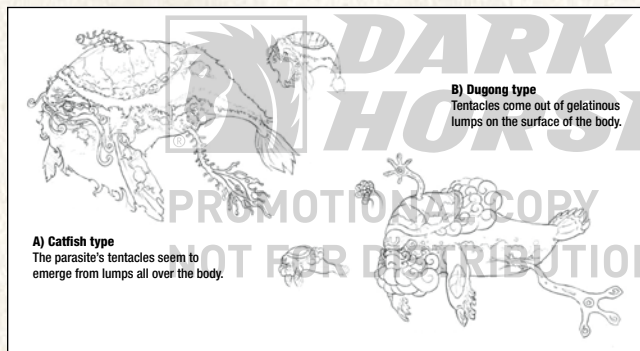 DARK
HORSE
®
PROMOTIONAL COPY
NOT FOR DISTRIBUTION
B) Dugong type
Tentacles come out of gelatinous
lumps on the surface of the body.
A) Catfish type
The parasite's tentacles seem to
emerge from lumps all over the body.